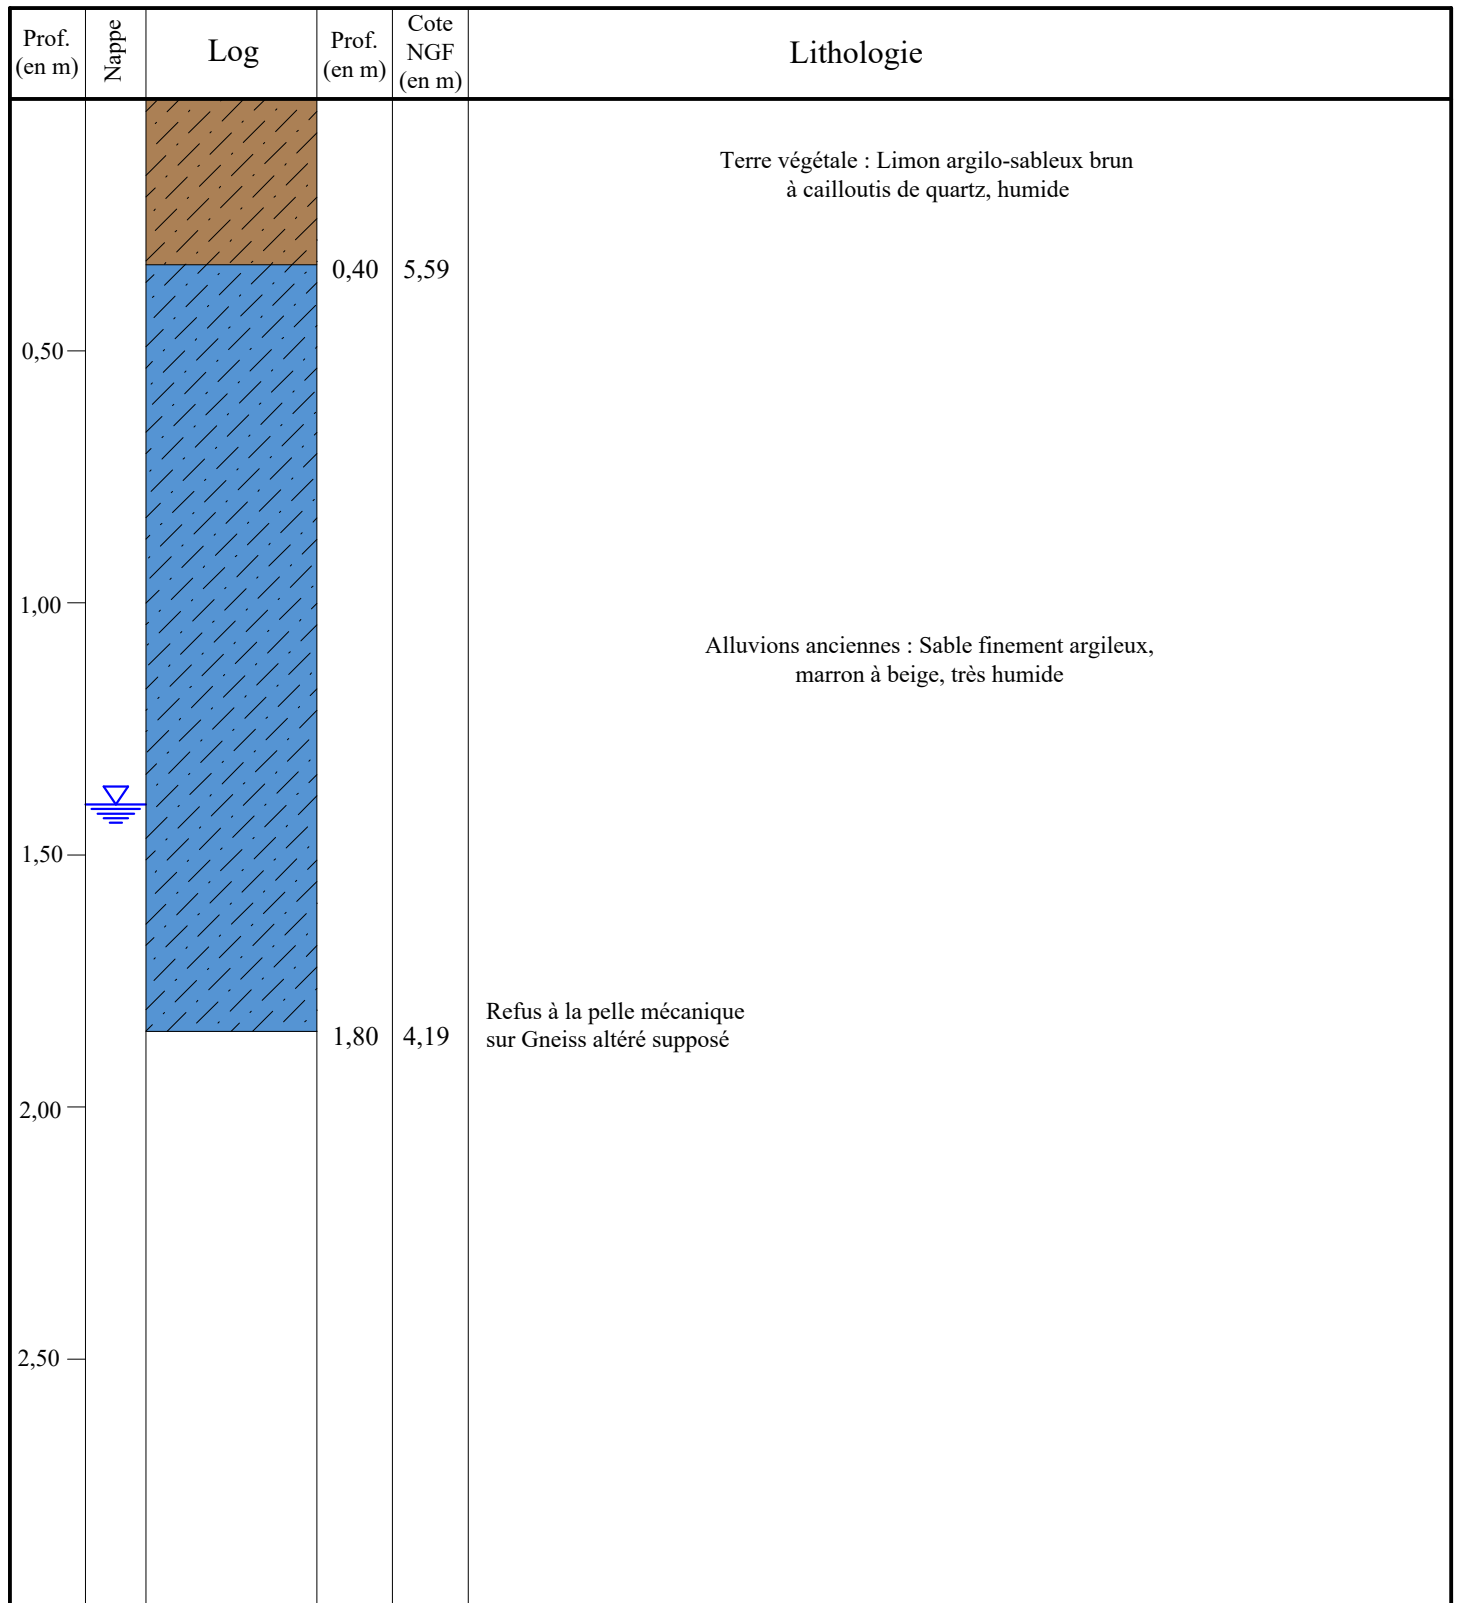 Prof.
(en m)
Nappe
Log
Prof.
(en m)
Cote
NGF
(en m)
Lithologie
Terre végétale : Limon argilo-sableux brun
à cailloutis de quartz, humide
0,40 5,59
0,50
1,00
Alluvions anciennes : Sable finement argileux,
marron à beige, très humide
1,50
Refus à la pelle mécanique
sur Gneiss altéré supposé
1,80 4,19
2,00
2,50